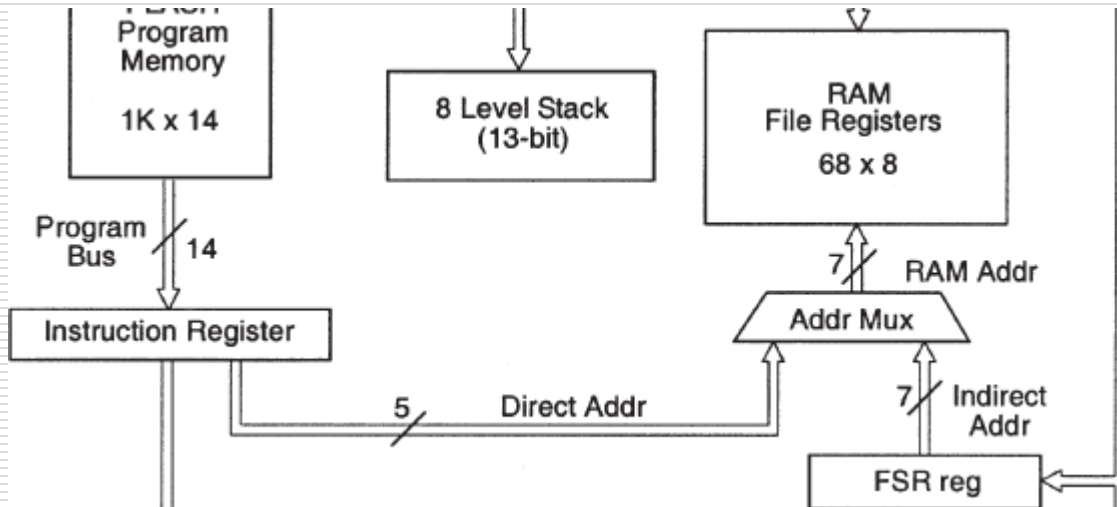 Program
Memory
1K x 14
8 Level Stack
(13-bit)
RAM
File Registers
68 x 8
Program
Bus
14
7
RAM Addr
Instruction Register
Addr Mux
5
Direct Addr
7
Indirect
Addr
FSR reg